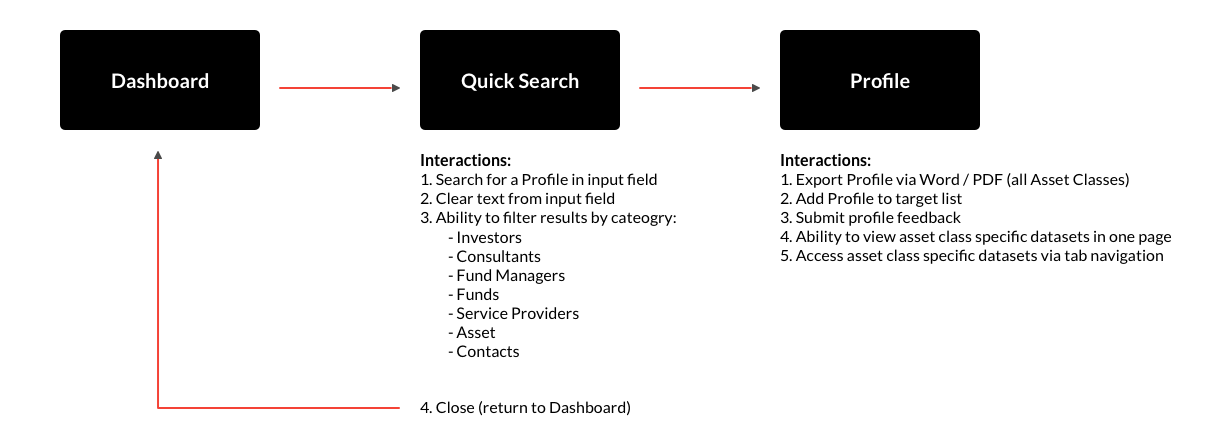 Dashboard
Quick Search
Profile
Interactions:
1. Search for a Profile in input field
2. Clear text from input field
3. Ability to filter results by cateogry:
- Investors
- Consultants
- Fund Managers
- Funds
- Service Providers
- Asset
- Contacts
4. Close (return to Dashboard)
Interactions:
1. Export Profile via Word / PDF (all Asset Classes)
2. Add Profile to target list
3. Submit profile feedback
4. Ability to view asset class specific datasets in one page
5. Access asset class specific datasets via tab navigation